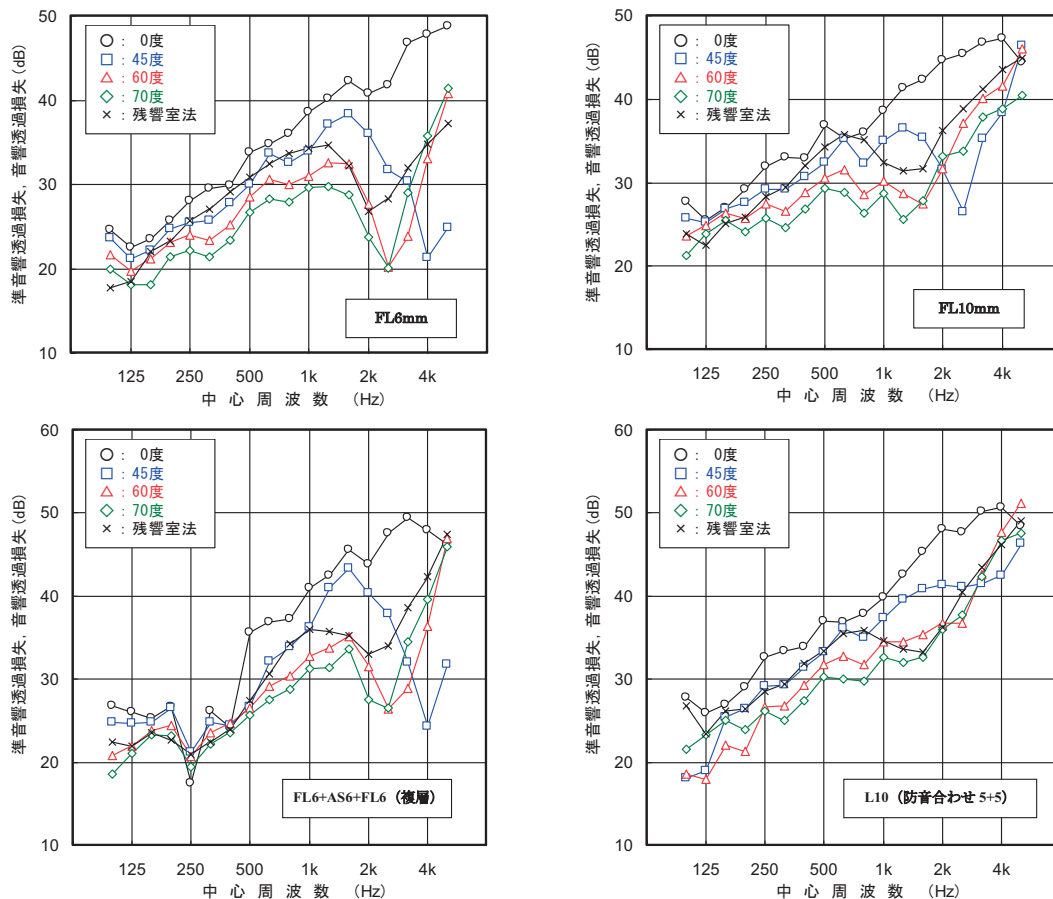 準音響透過損失, 音響透過損失 (dB)
50
40
30
20
10
○ : 0度
□ : 45度
△ : 60度
◇ : 70度
× : 残響室法
FL6mm
125 250 500 1k 2k 4k
中 心 周 波 数 (Hz)
準音響透過損失, 音響透過損失 (dB)
50
40
30
20
10
○ : 0度
□ : 45度
△ : 60度
◇ : 70度
× : 残響室法
FL10mm
125 250 500 1k 2k 4k
中 心 周 波 数 (Hz)
準音響透過損失, 音響透過損失 (dB)
60
50
40
30
20
10
○ : 0度
□ : 45度
△ : 60度
◇ : 70度
× : 残響室法
FL6+AS6+FL6 (複層)
125 250 500 1k 2k 4k
中 心 周 波 数 (Hz)
準音響透過損失, 音響透過損失 (dB)
60
50
40
30
20
10
○ : 0度
□ : 45度
△ : 60度
◇ : 70度
× : 残響室法
L10 (防音合わせ 5+5)
125 250 500 1k 2k 4k
中 心 周 波 数 (Hz)